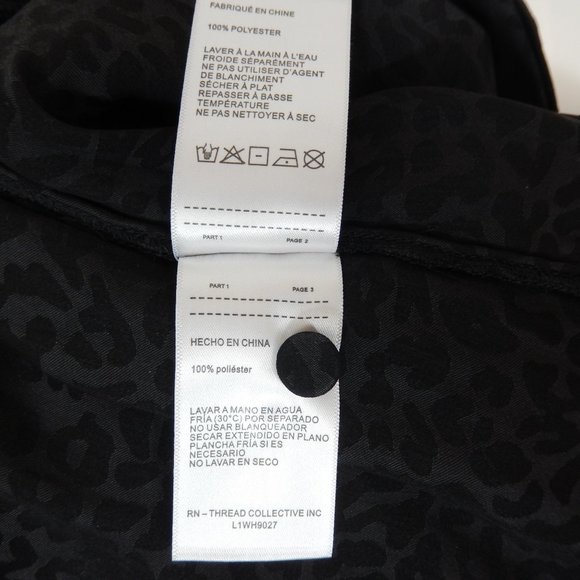 FABRIQUÉ EN CHINE
100% POLYESTER
LAVER À LA MAIN À L'EAU
FROIDE SÉPARÉMENT
NE PAS UTILISER D'AGENT
DE BLANCHIMENT
SÉCHER À PLAT
REPASSER À BASSE
TEMPÉRATURE
NE PAS NETTOYER À SEC
PART 1 PAGE 2
PART 1 PAGE 3
HECHO EN CHINA
100% poliéster
LAVAR A MANO EN AGUA
FRÍA (30°C) POR SEPARADO
NO USAR BLANQUEADOR
SECAR EXTENDIDO EN PLANO
PLANCHA FRÍA SI ES
NECESARIO
NO LAVAR EN SECO
RN – THREAD COLLECTIVE INC
L1WH9027